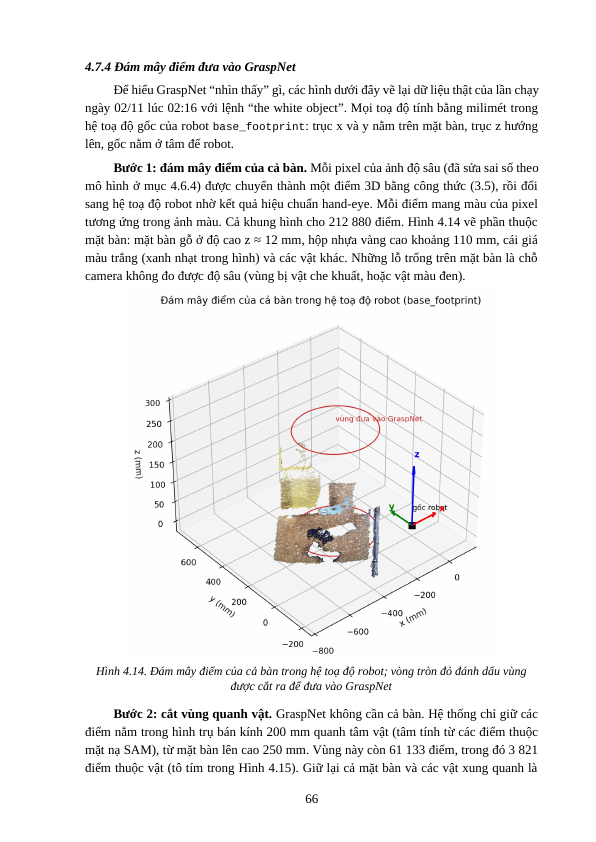 4.7.4 Đám mây điểm đưa vào GraspNet
Để hiểu GraspNet “nhìn thấy” gì, các hình dưới đây vẽ lại dữ liệu thật của lần chạy
ngày 02/11 lúc 02:16 với lệnh “the white object”. Mọi toạ độ tính bằng milimét trong
hệ toạ độ gốc của robot base_footprint: trục x và y nằm trên mặt bàn, trục z hướng
lên, gốc nằm ở tâm đế robot.
Bước 1: đám mây điểm của cả bàn. Mỗi pixel của ảnh độ sâu (đã sửa sai số theo
mô hình ở mục 4.6.4) được chuyển thành một điểm 3D bằng công thức (3.5), rồi đổi
sang hệ toạ độ robot nhờ kết quả hiệu chuẩn hand-eye. Mỗi điểm mang màu của pixel
tương ứng trong ảnh màu. Cả khung hình cho 212 880 điểm. Hình 4.14 vẽ phần thuộc
mặt bàn: mặt bàn gỗ ở độ cao z ≈ 12 mm, hộp nhựa vàng cao khoảng 110 mm, cái giá
màu trắng (xanh nhạt trong hình) và các vật khác. Những lỗ trống trên mặt bàn là chỗ
camera không đo được độ sâu (vùng bị vật che khuất, hoặc vật màu đen).
Đám mây điểm của cả bàn trong hệ toạ độ robot (base_footprint)
vùng đưa vào GraspNet
z
y
gốc robot
x
300
250
200
150
100
50
0
z (mm)
600
400
200
0
−200
y (mm)
−800
−600
−400
−200
0
x (mm)
Hình 4.14. Đám mây điểm của cả bàn trong hệ toạ độ robot; vòng tròn đỏ đánh dấu vùng
được cắt ra để đưa vào GraspNet
Bước 2: cắt vùng quanh vật. GraspNet không cần cả bàn. Hệ thống chỉ giữ các
điểm nằm trong hình trụ bán kính 200 mm quanh tâm vật (tâm tính từ các điểm thuộc
mặt nạ SAM), từ mặt bàn lên cao 250 mm. Vùng này còn 61 133 điểm, trong đó 3 821
điểm thuộc vật (tô tím trong Hình 4.15). Giữ lại cả mặt bàn và các vật xung quanh là
66